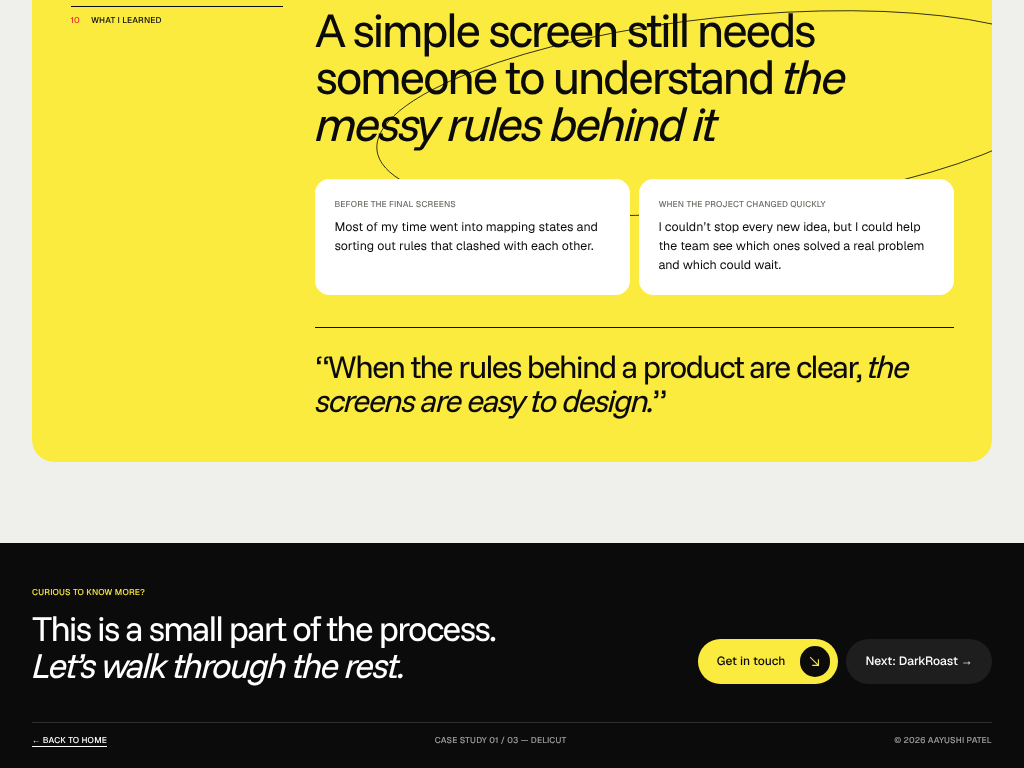 10 WHAT I LEARNED
A simple screen still needs
someone to understand the
messy rules behind it
BEFORE THE FINAL SCREENS
Most of my time went into mapping states and
sorting out rules that clashed with each other.
WHEN THE PROJECT CHANGED QUICKLY
I couldn’t stop every new idea, but I could help
the team see which ones solved a real problem
and which could wait.
“When the rules behind a product are clear, the
screens are easy to design.”
CURIOUS TO KNOW MORE?
This is a small part of the process.
Let’s walk through the rest.
Get in touch ↘
Next: DarkRoast →
← BACK TO HOME
CASE STUDY 01 / 03 — DELICUT
© 2026 AAYUSHI PATEL